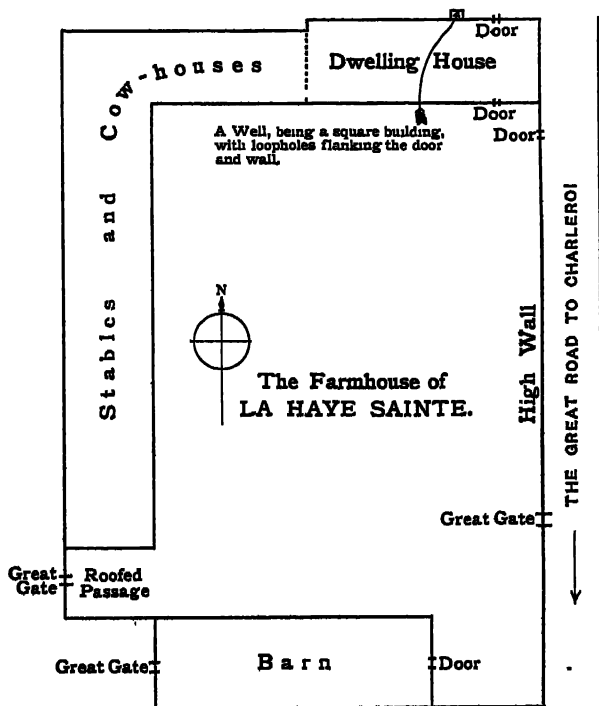 Door
Dwelling House
Stables and Cow-houses
A Well, being a square building,
with loopholes flanking the door
and wall.
Door
Door
N
The Farmhouse of
LA HAYE SAINTE.
High Wall
THE GREAT ROAD TO CHARLEROI
Great Gate
Great
Gate
Roofed
Passage
Great Gate
Barn
Door